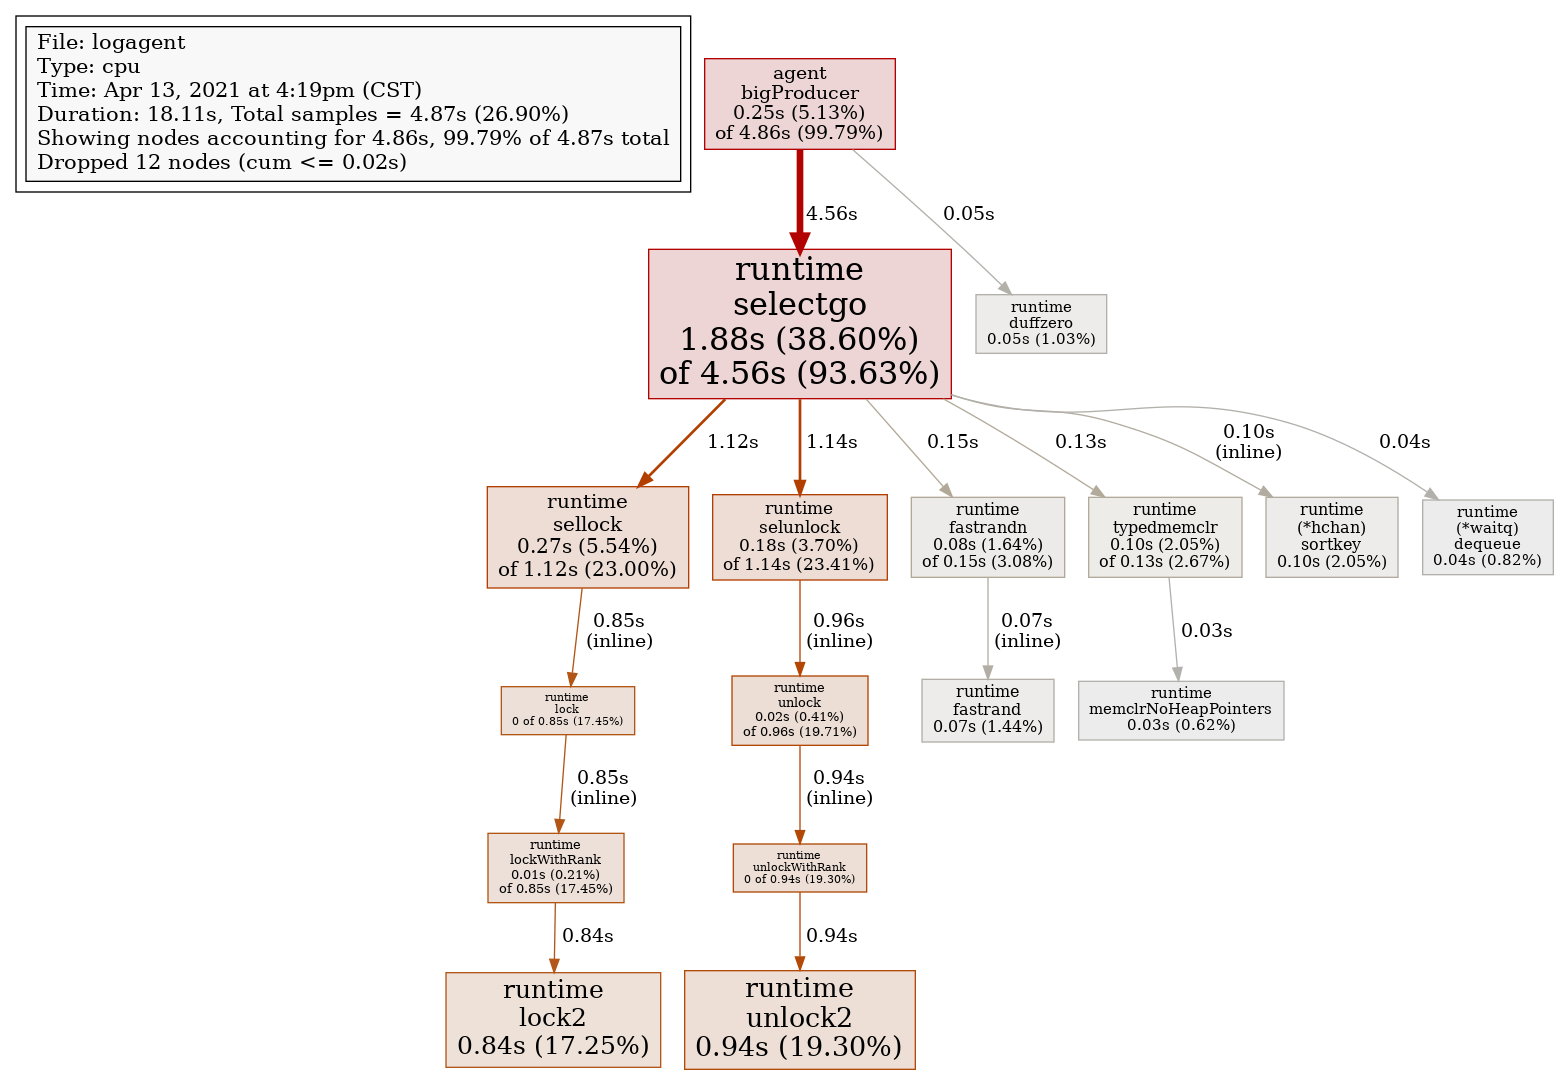 File: logagent
Type: cpu
Time: Apr 13, 2021 at 4:19pm (CST)
Duration: 18.11s, Total samples = 4.87s (26.90%)
Showing nodes accounting for 4.86s, 99.79% of 4.87s total
Dropped 12 nodes (cum <= 0.02s)
agent
bigProducer
0.25s (5.13%)
of 4.86s (99.79%)
4.56s
0.05s
runtime
selectgo
1.88s (38.60%)
of 4.56s (93.63%)
runtime
duffzero
0.05s (1.03%)
1.12s
1.14s
0.15s
0.13s
0.10s
(inline)
0.04s
runtime
sellock
0.27s (5.54%)
of 1.12s (23.00%)
runtime
selunlock
0.18s (3.70%)
of 1.14s (23.41%)
runtime
fastrandn
0.08s (1.64%)
of 0.15s (3.08%)
runtime
typedmemclr
0.10s (2.05%)
of 0.13s (2.67%)
runtime
(*hchan)
sortkey
0.10s (2.05%)
runtime
(*waitq)
dequeue
0.04s (0.82%)
0.85s
(inline)
0.96s
(inline)
0.07s
(inline)
0.03s
runtime
lock
0 of 0.85s (17.45%)
runtime
unlock
0.02s (0.41%)
of 0.96s (19.71%)
runtime
fastrand
0.07s (1.44%)
runtime
memclrNoHeapPointers
0.03s (0.62%)
0.85s
(inline)
0.94s
(inline)
runtime
lockWithRank
0.01s (0.21%)
of 0.85s (17.45%)
runtime
unlockWithRank
0 of 0.94s (19.30%)
0.84s
0.94s
runtime
lock2
0.84s (17.25%)
runtime
unlock2
0.94s (19.30%)